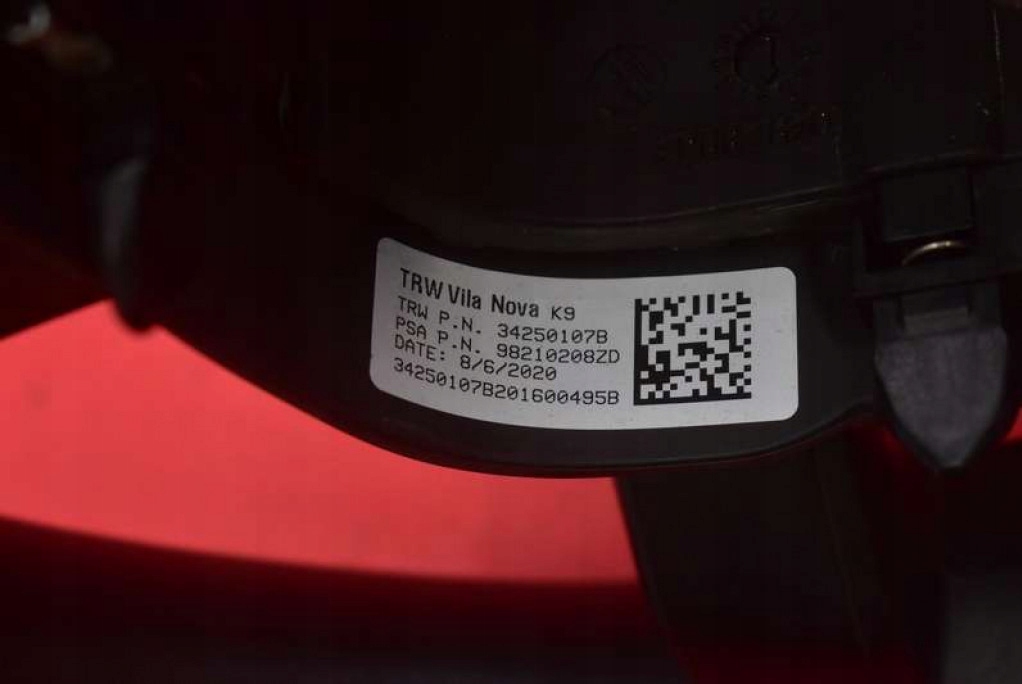 TRW Vila Nova K9
TRW P.N. 34250107B
PSA P.N. 98210208ZD
DATE: 8/6/2020
34250107B201600495B